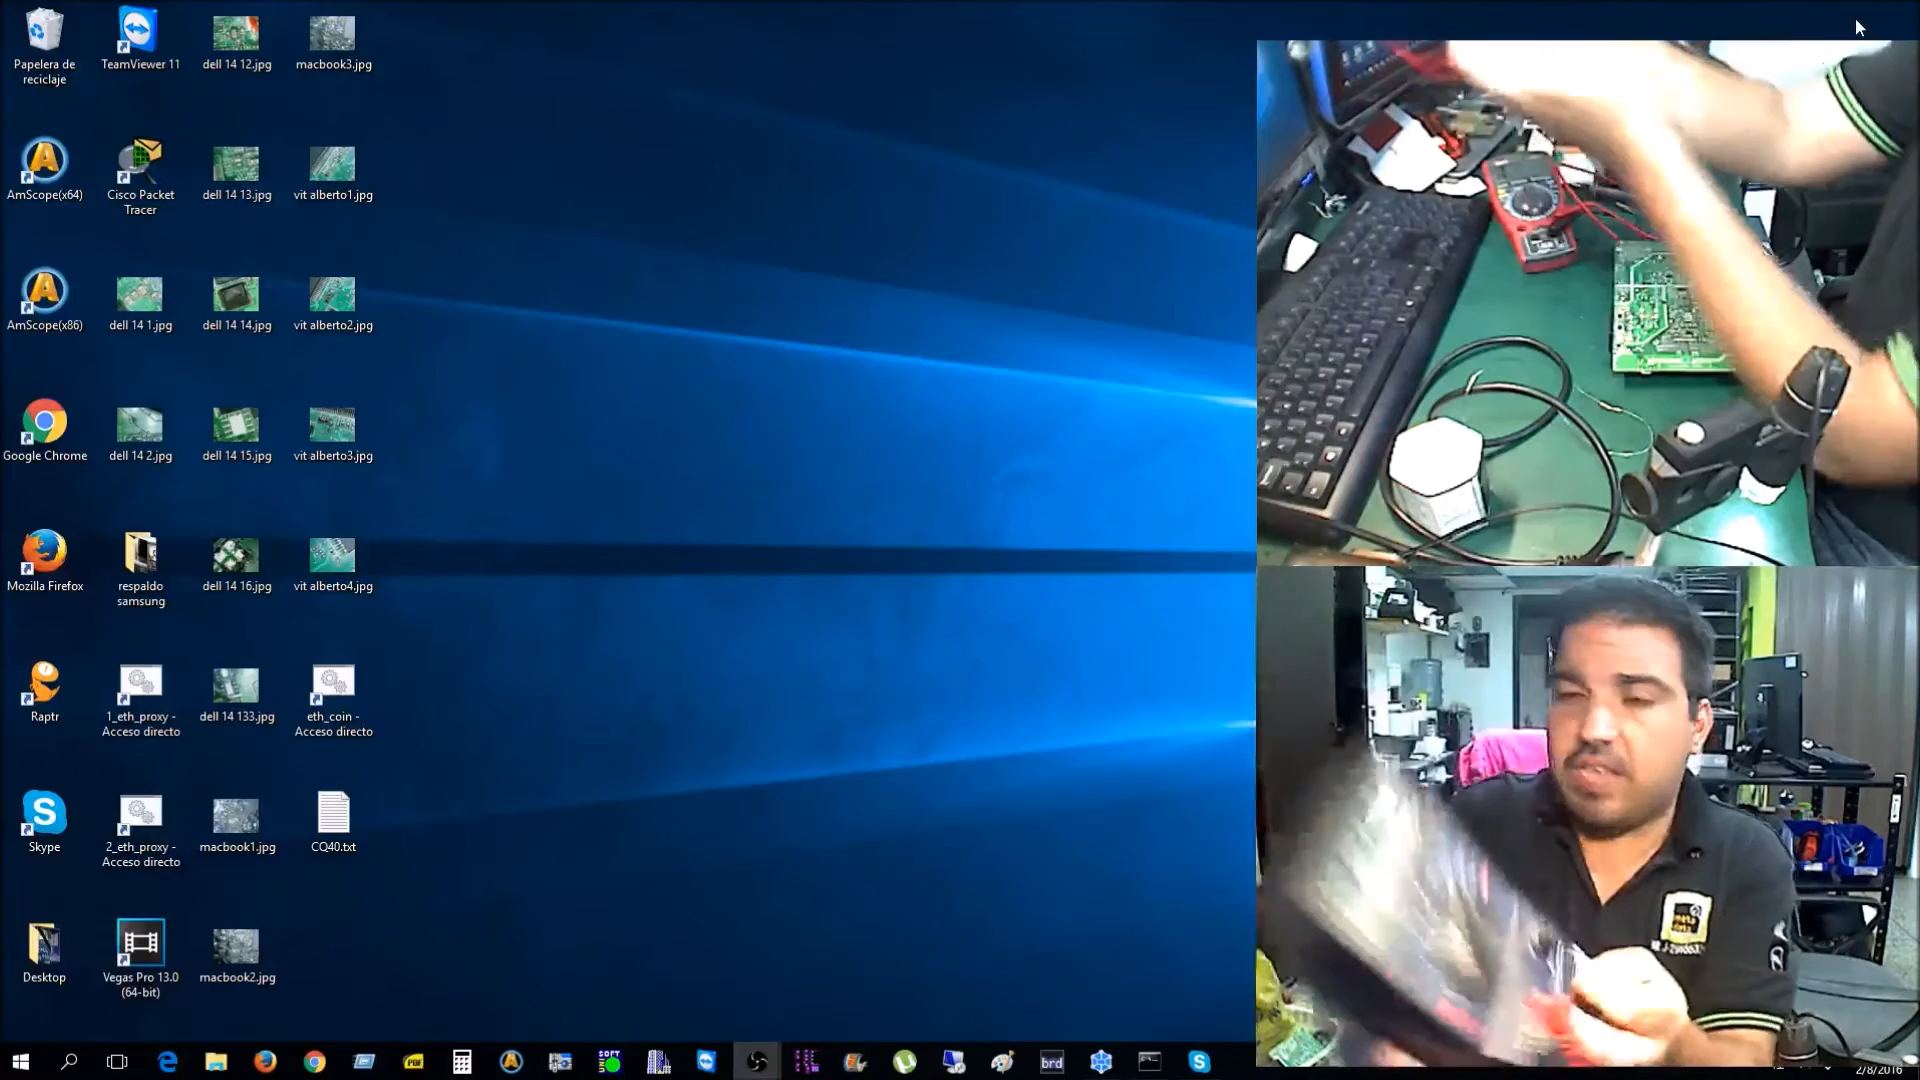 Papelera de
reciclaje
TeamViewer 11
dell 14 12.jpg
macbook3.jpg
AmScope(x64)
Cisco Packet
Tracer
dell 14 13.jpg
vit alberto1.jpg
AmScope(x86)
dell 14 1.jpg
dell 14 14.jpg
vit alberto2.jpg
Google Chrome
dell 14 2.jpg
dell 14 15.jpg
vit alberto3.jpg
Mozilla Firefox
respaldo
samsung
dell 14 16.jpg
vit alberto4.jpg
Raptr
1_eth_proxy -
Acceso directo
dell 14 133.jpg
eth_coin -
Acceso directo
Skype
2_eth_proxy -
Acceso directo
macbook1.jpg
CQ40.txt
Desktop
Vegas Pro 13.0
(64-bit)
macbook2.jpg
SOFT
brd
2/8/2016